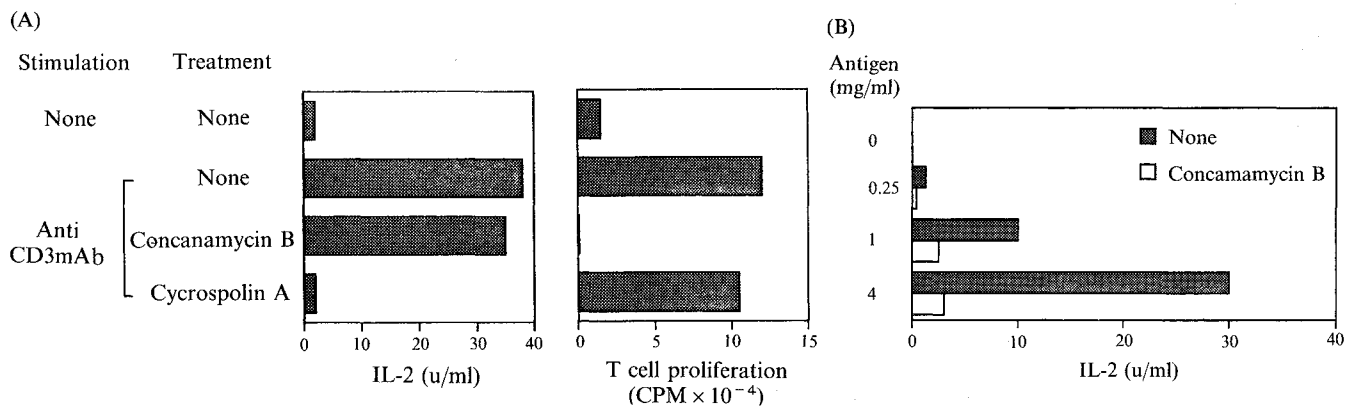 (A)
Stimulation Treatment
None None
None
Anti
CD3mAb
Concanamycin B
Cycrospolin A
0 10 20 30 40
IL-2 (u/ml)
0 5 10 15
T cell proliferation
(CPM × 10⁻⁴)
(B)
Antigen
(mg/ml)
0
0.25
1
4
None
Concamamycin B
0 10 20 30 40
IL-2 (u/ml)